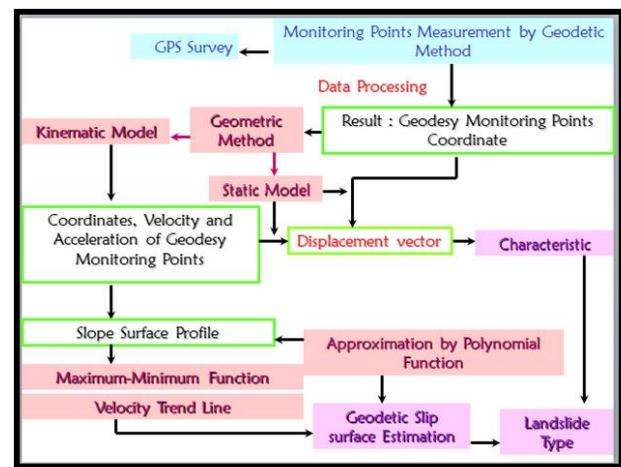 Monitoring Points Measurement by Geodetic
Method
GPS Survey
Data Processing
Result : Geodesy Monitoring Points
Coordinate
Geometric
Method
Kinematic Model
Static Model
Coordinates, Velocity and
Acceleration of Geodesy
Monitoring Points
Displacement vector
Characteristic
Slope Surface Profile
Approximation by Polynomial
Function
Maximum-Minimum Function
Velocity Trend Line
Geodetic Slip
surface Estimation
Landslide
Type